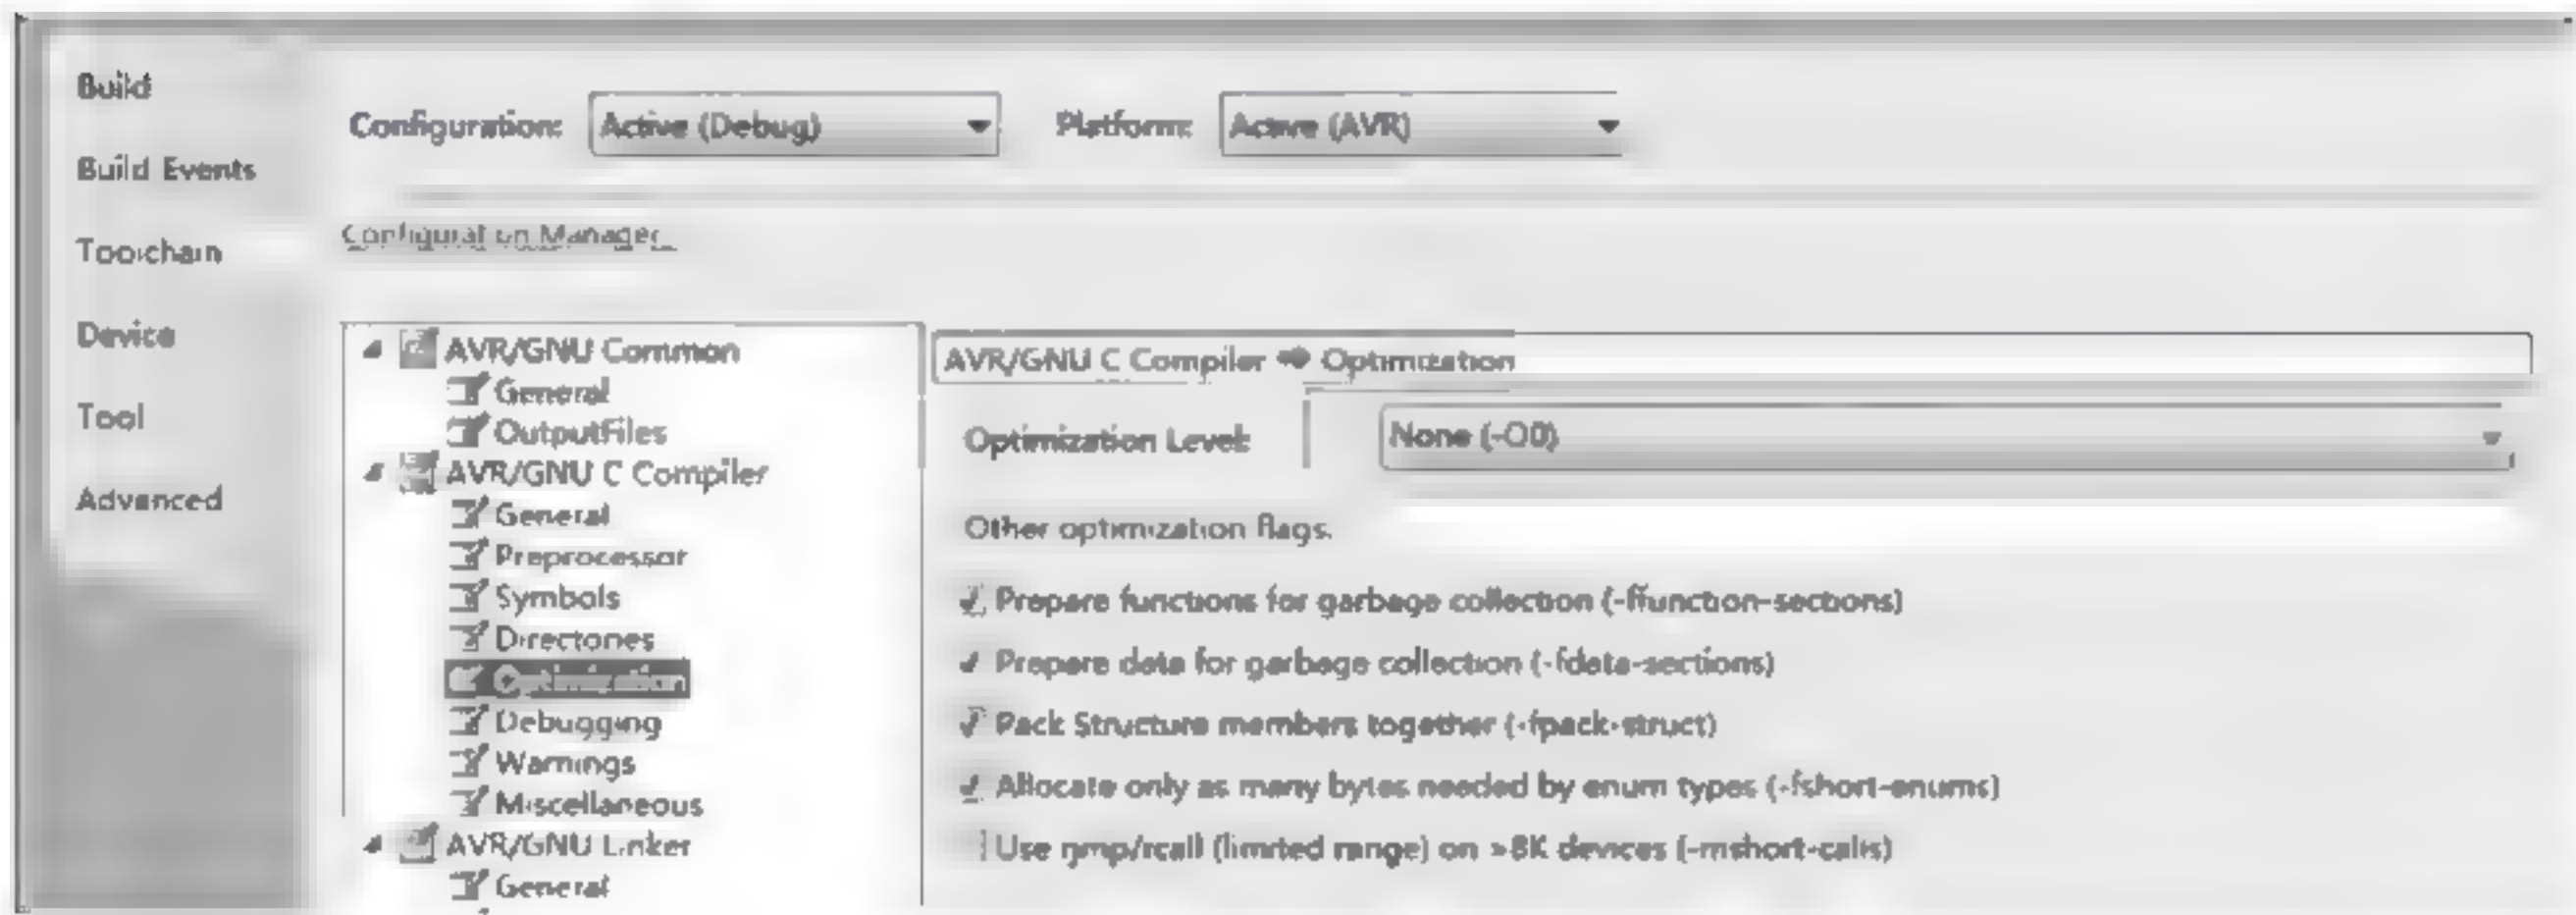 Build
Build Events
Toolchain
Device
Tool
Advanced
Configuration: Active (Debug) Platform: Active (AVR)
Configuration Manager...
AVR/GNU Common
General
OutputFiles
AVR/GNU C Compiler
General
Preprocessor
Symbols
Directories
Optimization
Debugging
Warnings
Miscellaneous
AVR/GNU Linker
General
AVR/GNU C Compiler ➡ Optimization
Optimization Level: None (-O0)
Other optimization flags:
Prepare functions for garbage collection (-ffunction-sections)
Prepare data for garbage collection (-fdata-sections)
Pack Structure members together (-fpack-struct)
Allocate only as many bytes needed by enum types (-fshort-enums)
Use rjmp/rcall (limited range) on >8K devices (-mshort-calls)